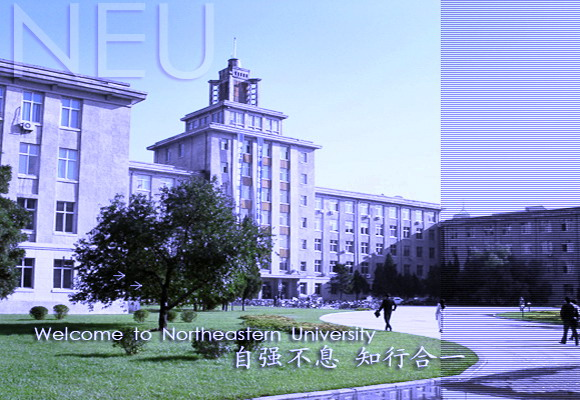 NEU
Welcome to Northeastern University
自强不息 知行合一